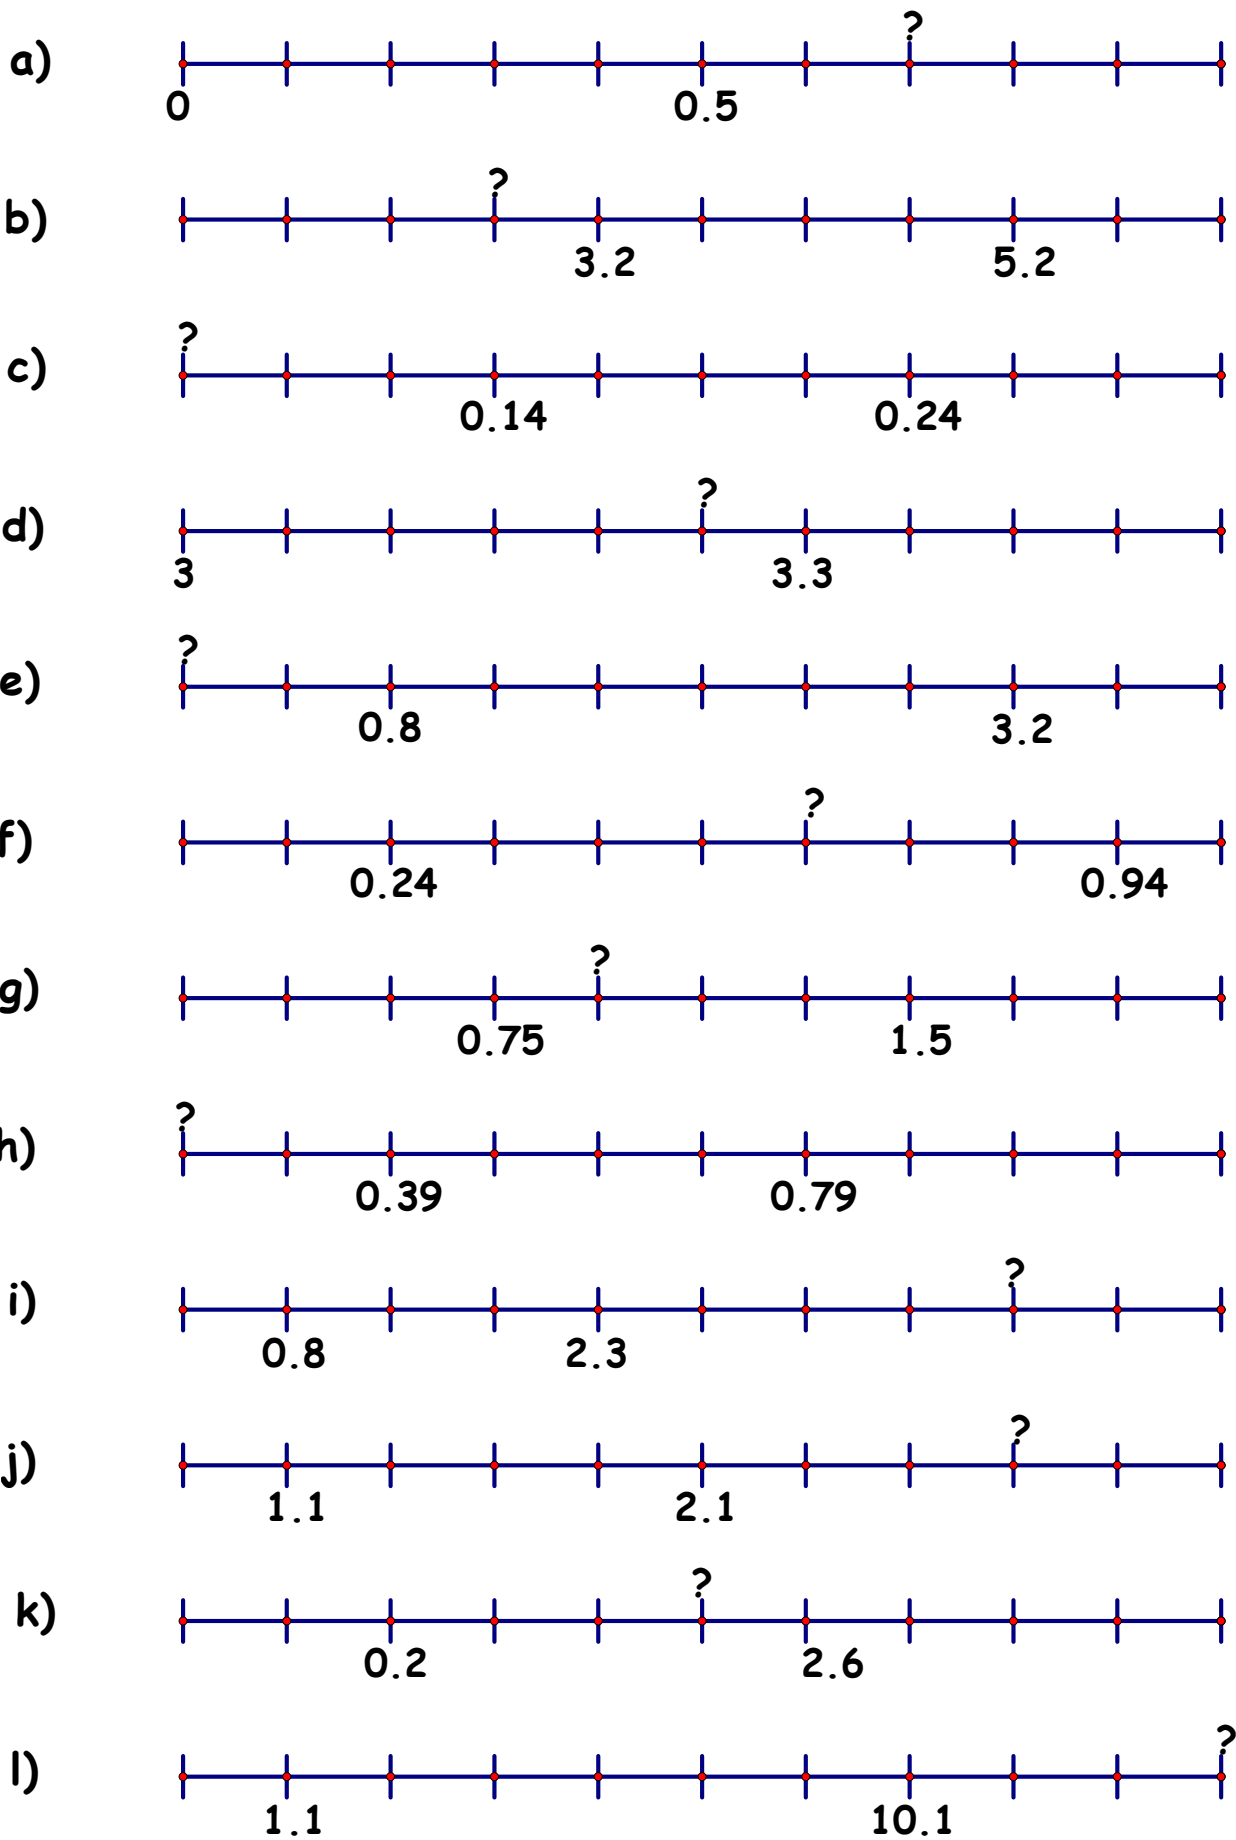 a) ?
0 0.5
b) ?
3.2 5.2
c) ?
0.14 0.24
d) ?
3 3.3
e) ?
0.8 3.2
f) ?
0.24 0.94
g) ?
0.75 1.5
h) ?
0.39 0.79
i) ?
0.8 2.3
j) ?
1.1 2.1
k) ?
0.2 2.6
l) ?
1.1 10.1